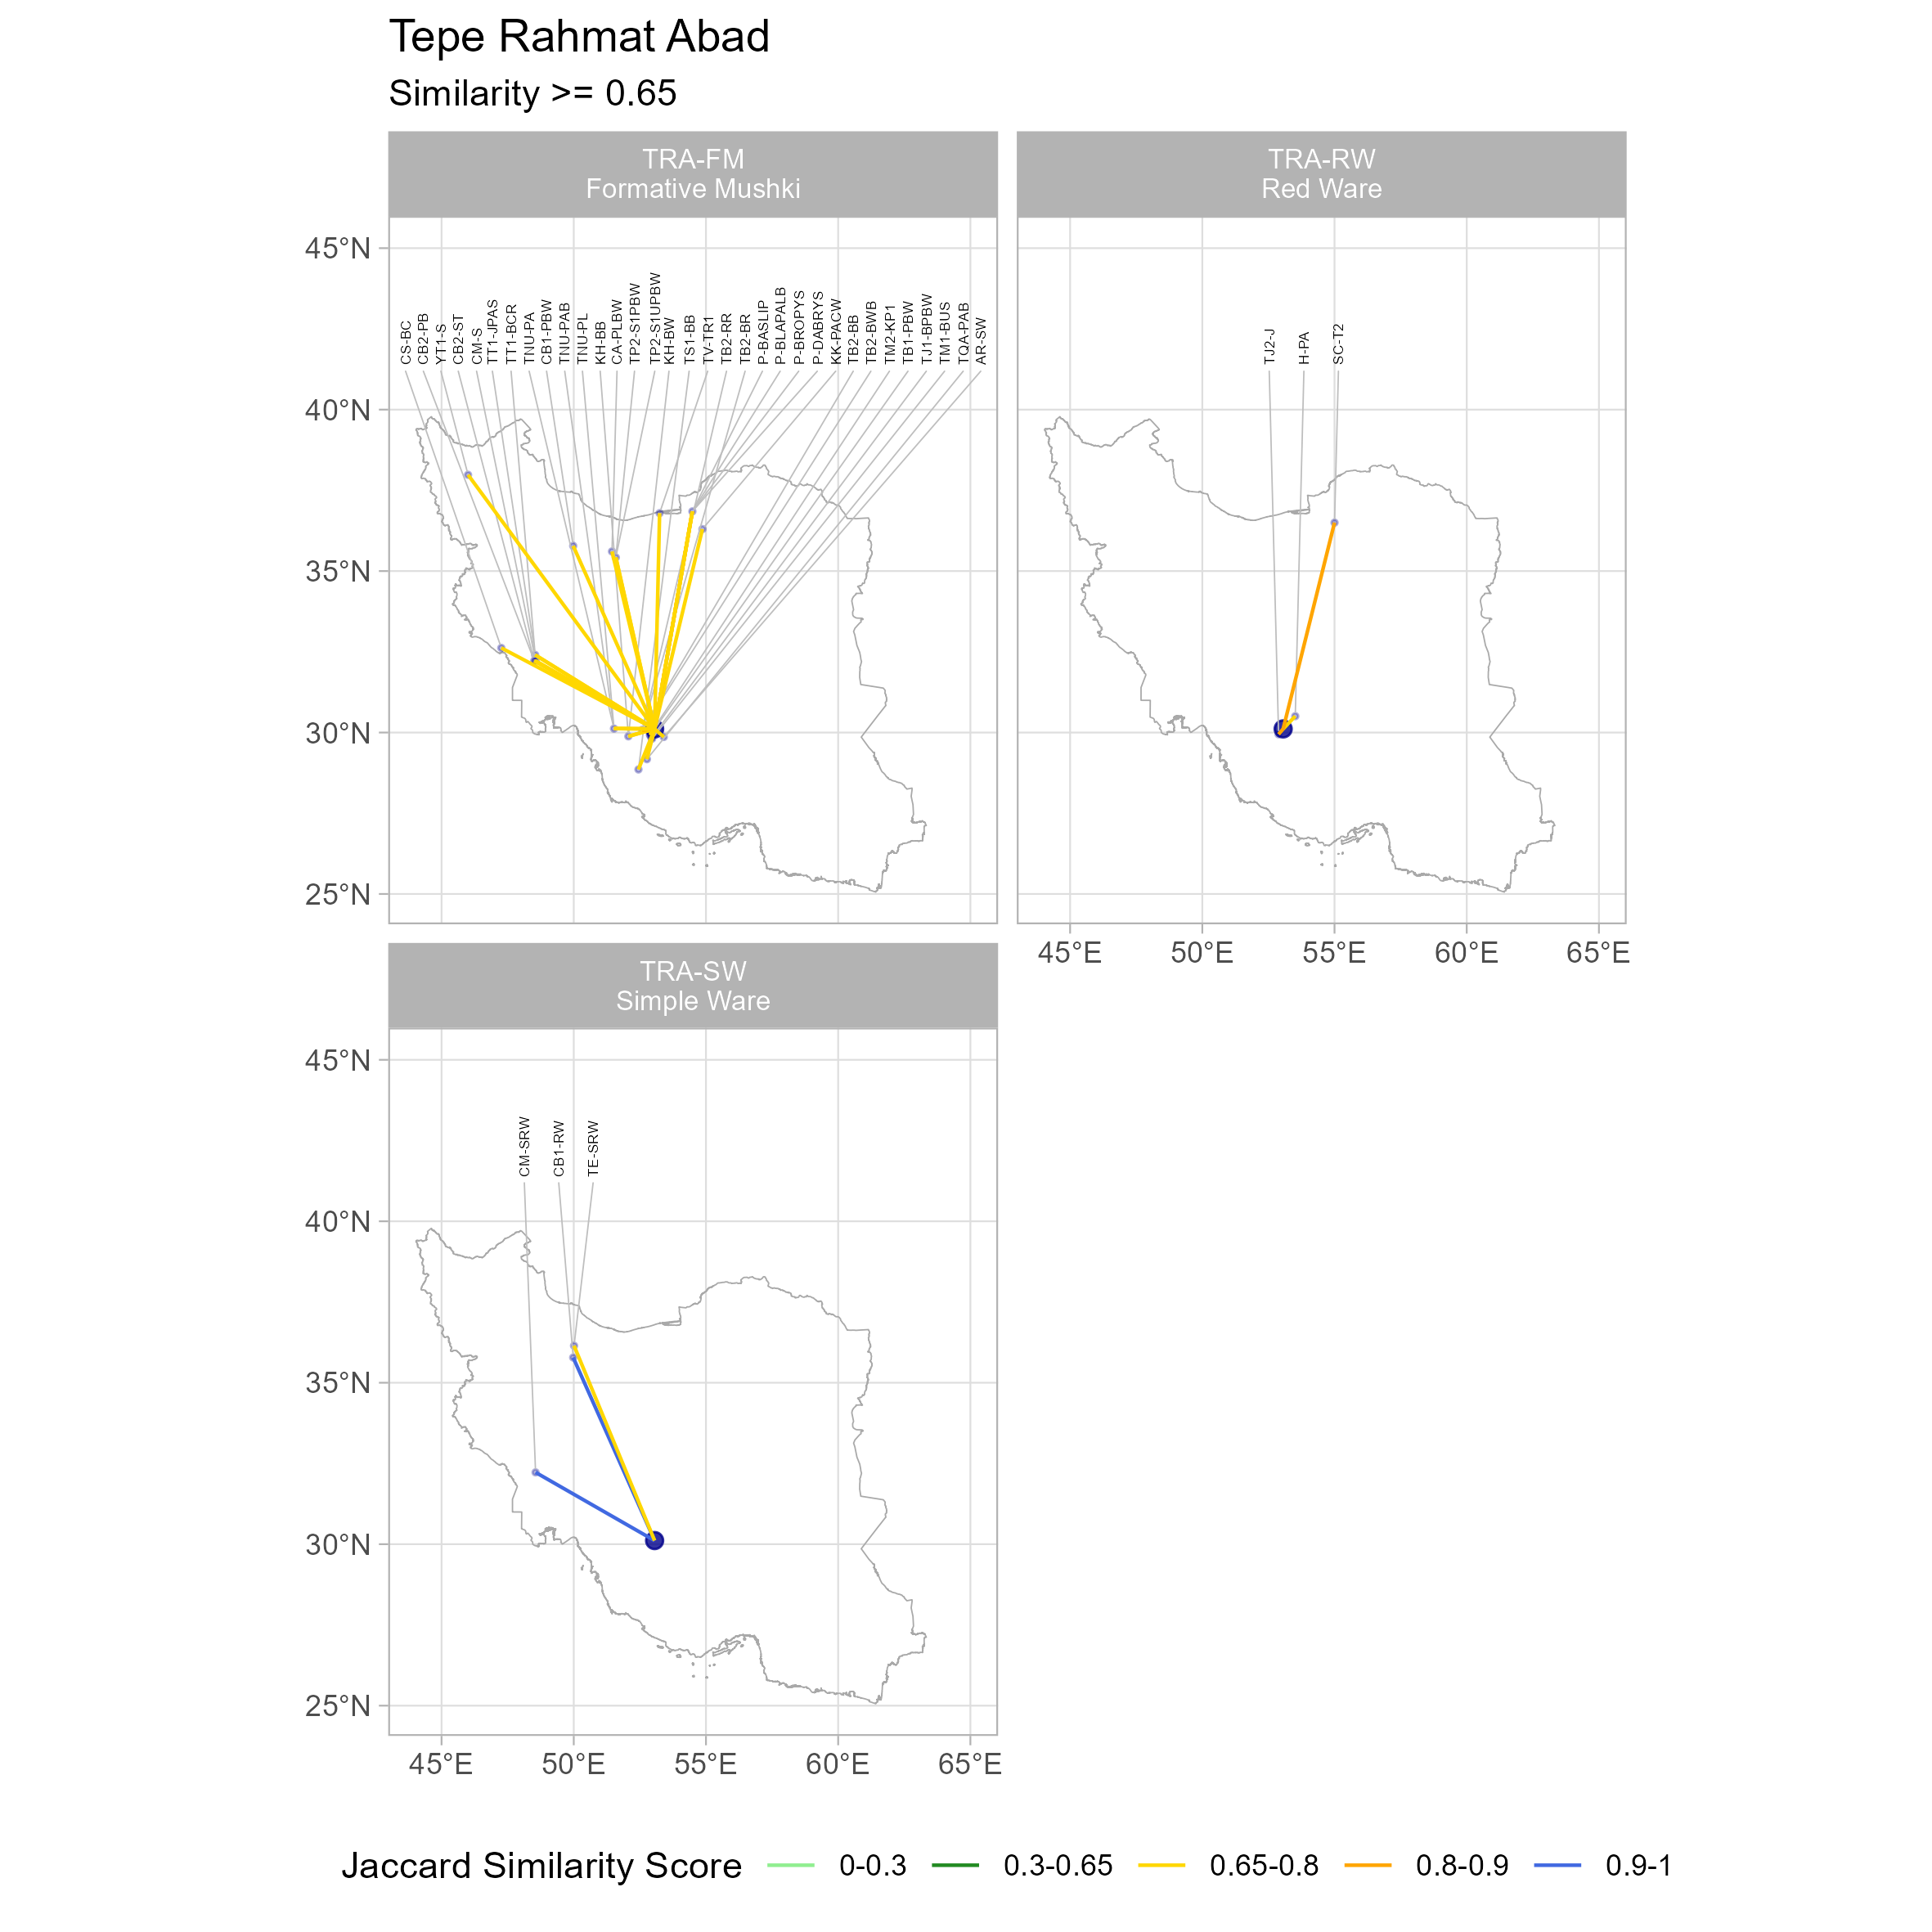 Tepe Rahmat Abad
Similarity >= 0.65
TRA-FM
Formative Mushki
TRA-RW
Red Ware
45°N
40°N
35°N
30°N
25°N
CS-BC
CB2-PB
YT1-S
CB2-ST
CM-S
TT1-JPAS
TT1-BCR
TNU-PA
CB1-PBW
TNU-PAB
TNU-PL
KH-BB
CA-PLBW
TP2-S1PBW
TP2-S1UPBW
KH-BW
TS1-BB
TV-TR1
TB2-RR
TB2-BR
P-BASLIP
P-BLAPALB
P-BROPYS
P-DABRYS
KK-PACW
TB2-BB
TB2-BWB
TM2-KP1
TB1-PBW
TJ1-BPBW
TM1-BUS
TQA-PAB
AR-SW
TJ2-J
H-PA
SC-T2
45°E 50°E 55°E 60°E 65°E
TRA-SW
Simple Ware
45°N
40°N
35°N
30°N
25°N
CM-SRW
CB1-RW
TE-SRW
45°E 50°E 55°E 60°E 65°E
Jaccard Similarity Score 0-0.3 0.3-0.65 0.65-0.8 0.8-0.9 0.9-1